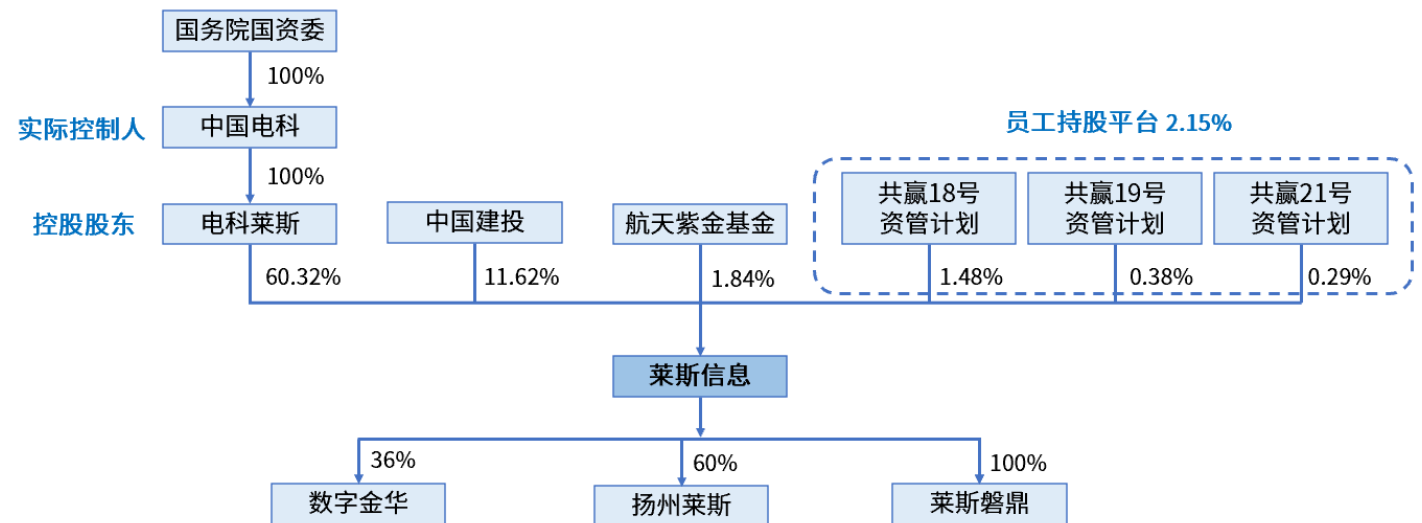 国务院国资委
100%
实际控制人
中国电科
员工持股平台 2.15%
100%
控股股东
电科莱斯
中国建投
航天紫金基金
共赢18号
资管计划
共赢19号
资管计划
共赢21号
资管计划
60.32%
11.62%
1.84%
1.48%
0.38%
0.29%
莱斯信息
36%
60%
100%
数字金华
扬州莱斯
莱斯磐鼎